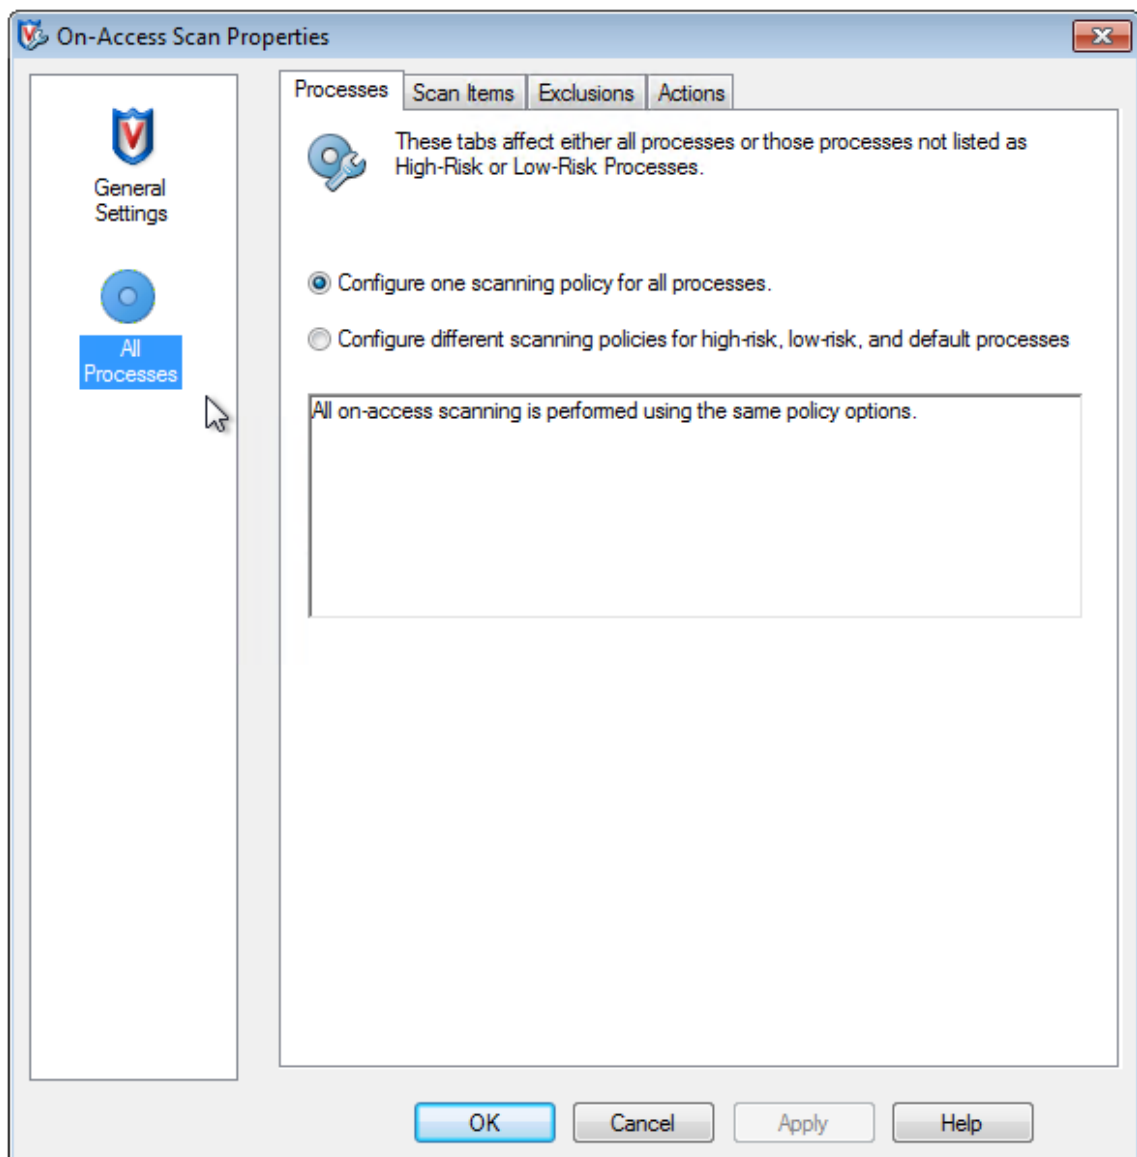 On-Access Scan Properties
General
Settings
All
Processes
Processes Scan Items Exclusions Actions
These tabs affect either all processes or those processes not listed as
High-Risk or Low-Risk Processes.
Configure one scanning policy for all processes.
Configure different scanning policies for high-risk, low-risk, and default processes
All on-access scanning is performed using the same policy options.
OK Cancel Apply Help